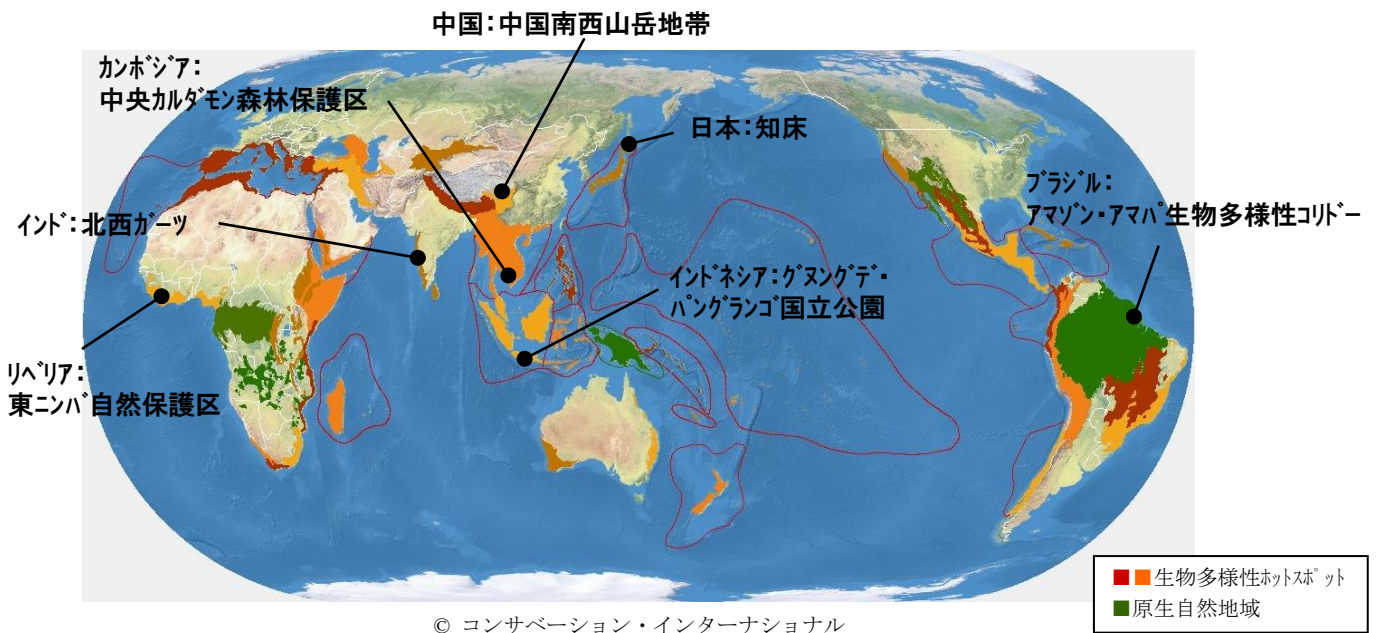 中国：中国南西山岳地帯
ｶﾝﾎﾞｼﾞｱ：
中央ｶﾙﾀﾞﾓﾝ森林保護区
日本：知床
ﾌﾞﾗｼﾞﾙ：
ｱﾏｿﾞﾝ・ｱﾏﾊﾟ生物多様性ｺﾘﾄﾞｰ
ｲﾝﾄﾞ：北西ｶﾞｰﾂ
ｲﾝﾄﾞﾈｼｱ：ｸﾞﾇﾝｸﾞﾃﾞ・
ﾊﾟﾝｸﾞﾗﾝｺﾞ国立公園
ﾘﾍﾞﾘｱ：
東ﾆﾝﾊﾞ自然保護区
■■生物多様性ﾎｯﾄｽﾎﾟｯﾄ
■原生自然地域
© コンサベーション・インターナショナル